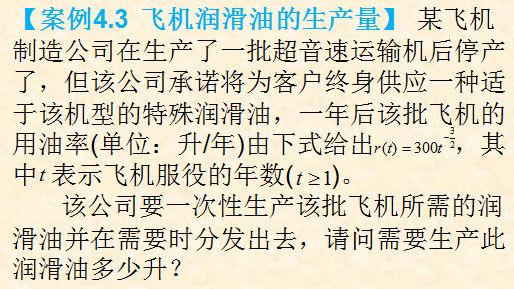 【案例4.3 飞机润滑油的生产量】 某飞机
制造公司在生产了一批超音速运输机后停产
了，但该公司承诺将为客户终身供应一种适
于该机型的特殊润滑油，一年后该批飞机的
用油率(单位：升/年)由下式给出r(t)=300t^{-3/2}，其
中t 表示飞机服役的年数(t≥1)。
该公司要一次性生产该批飞机所需的润
滑油并在需要时分发出去，请问需要生产此
润滑油多少升？